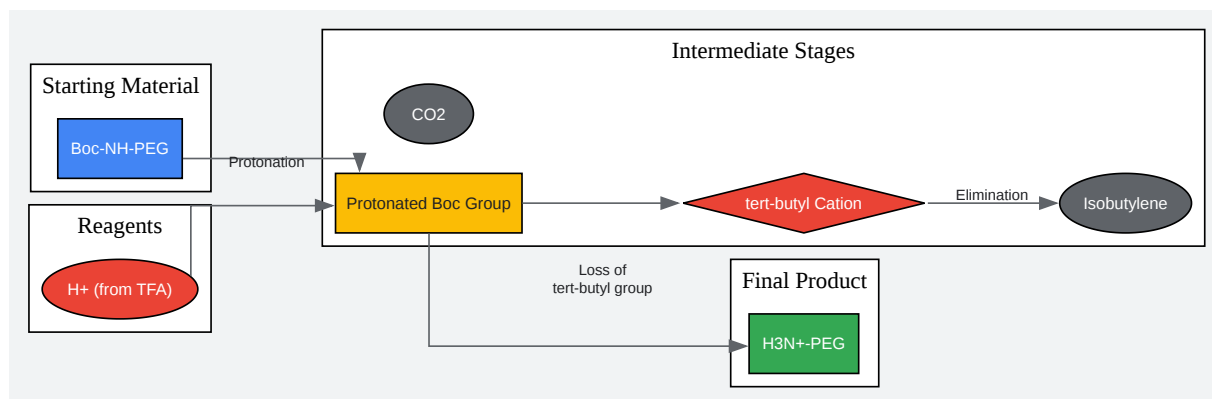 Intermediate Stages
Starting Material
CO2
Boc-NH-PEG
Protonation
Protonated Boc Group
tert-butyl Cation
Elimination
Isobutylene
Reagents
H+ (from TFA)
Loss of
tert-butyl group
Final Product
H3N+-PEG